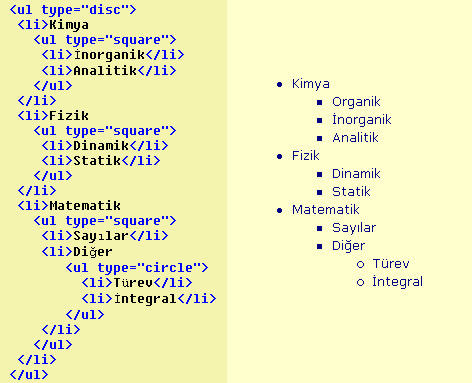 <ul type="disc">
<li>Kimya
<ul type="square">
<li>İnorganik</li>
<li>Analitik</li>
</ul>
</li>
<li>Fizik
<ul type="square">
<li>Dinamik</li>
<li>Statik</li>
</ul>
</li>
<li>Matematik
<ul type="square">
<li>Sayılar</li>
<li>Diğer
<ul type="circle">
<li>Türev</li>
<li>İntegral</li>
</ul>
</li>
</ul>
</li>
</ul>
• Kimya
▪ Organik
▪ İnorganik
▪ Analitik
• Fizik
▪ Dinamik
▪ Statik
• Matematik
▪ Sayılar
▪ Diğer
○ Türev
○ İntegral